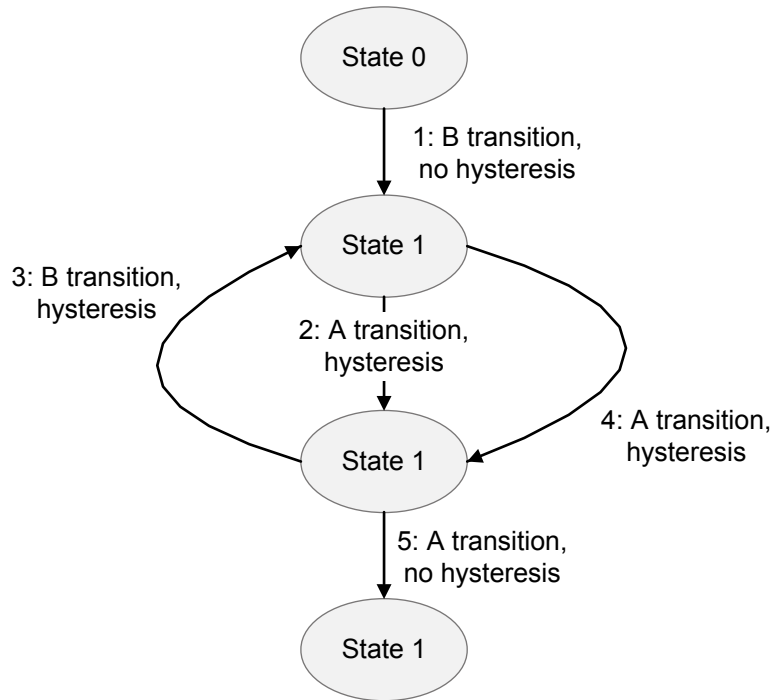 State 0
1: B transition,
no hysteresis
State 1
3: B transition,
hysteresis
2: A transition,
hysteresis
4: A transition,
hysteresis
State 1
5: A transition,
no hysteresis
State 1